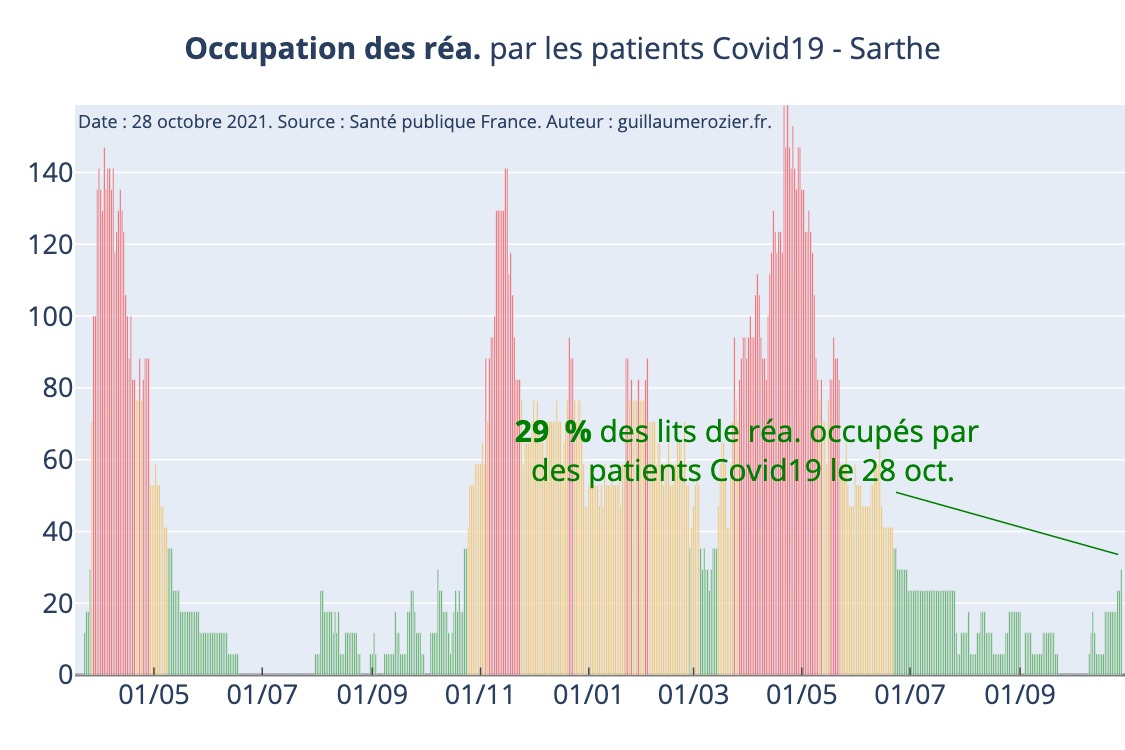 Occupation des réa. par les patients Covid19 - Sarthe
Date : 28 octobre 2021. Source : Santé publique France. Auteur : guillaumerozier.fr.
140
120
100
80
60
40
20
0
29 % des lits de réa. occupés par
des patients Covid19 le 28 oct.
01/05 01/07 01/09 01/11 01/01 01/03 01/05 01/07 01/09